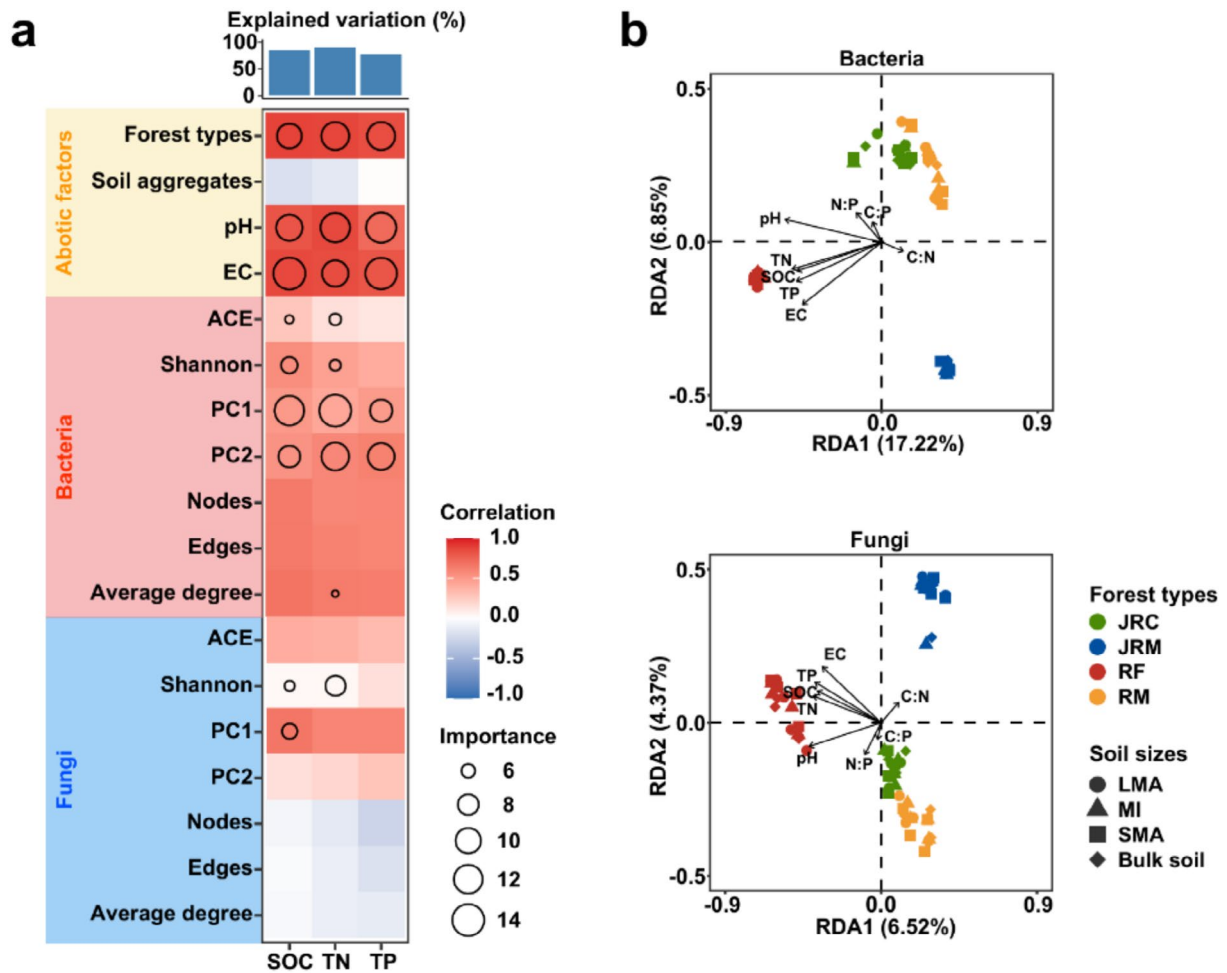 a
Explained variation (%)
100
50
0
Abotic factors
Forest types
Soil aggregates
pH
EC
Bacteria
ACE
Shannon
PC1
PC2
Nodes
Edges
Average degree
Fungi
ACE
Shannon
PC1
PC2
Nodes
Edges
Average degree
SOC TN TP
Correlation
1.0
0.5
0.0
-0.5
-1.0
Importance
6
8
10
12
14
b
Bacteria
RDA2 (6.85%)
0.5
0.0
-0.5
N:P
C:P
pH
C:N
TN
SOC
TP
EC
-0.9 0.0 0.9
RDA1 (17.22%)
Fungi
RDA2 (4.37%)
0.5
0.0
-0.5
EC
TP
SOC
TN
C:N
C:P
pH
N:P
-0.9 0.0 0.9
RDA1 (6.52%)
Forest types
JRC
JRM
RF
RM
Soil sizes
LMA
MI
SMA
Bulk soil